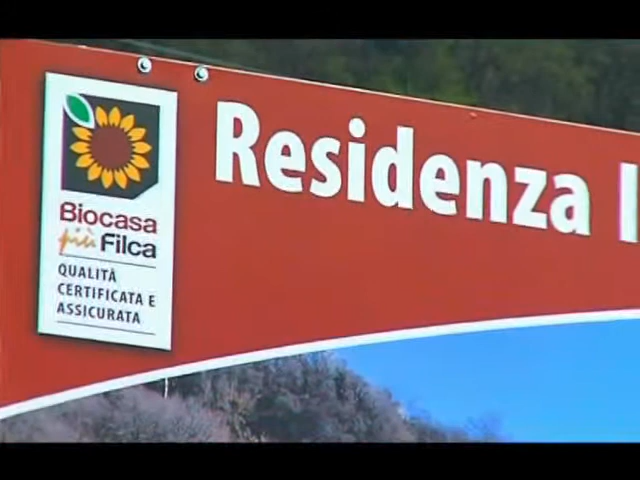 Residenza
Biocasa
più Filca
QUALITÀ
CERTIFICATA E
ASSICURATA